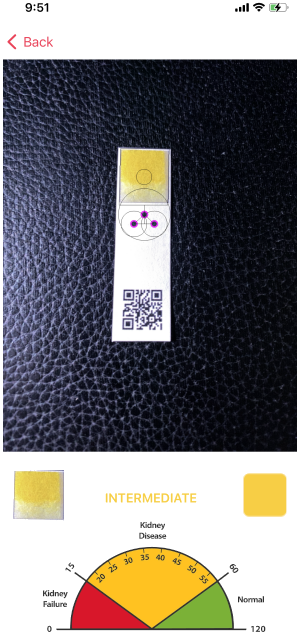 9:51
Back
INTERMEDIATE
Kidney
Disease
15 20 25 30 35 40 45 50 55 60
Kidney
Failure
Normal
0 120